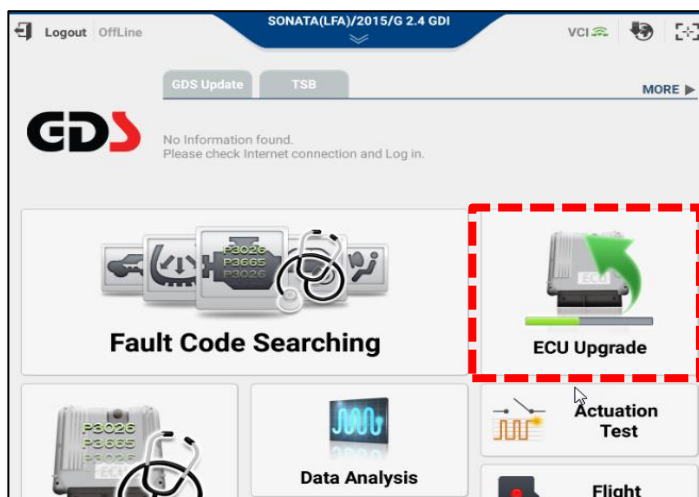 SONATA(LFA)/2015/G 2.4 GDI
Logout OffLine
VCI
GDS Update
TSB
MORE ▶
GDS
No Information found.
Please check Internet connection and Log in.
P3026
P3665
P3026
ECU
Fault Code Searching
ECU Upgrade
P3026
P3665
P3026
ECU
Data Analysis
Actuation
Test
Flight